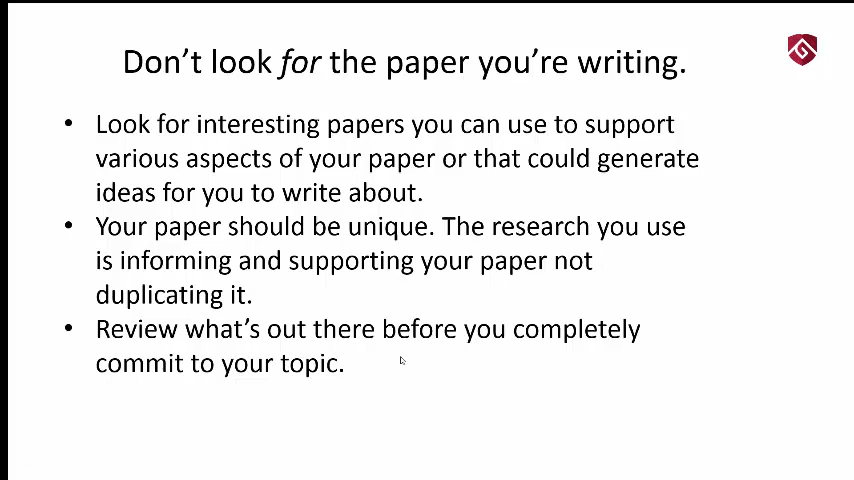 Don't look for the paper you're writing.
• Look for interesting papers you can use to support
various aspects of your paper or that could generate
ideas for you to write about.
• Your paper should be unique. The research you use
is informing and supporting your paper not
duplicating it.
• Review what's out there before you completely
commit to your topic.